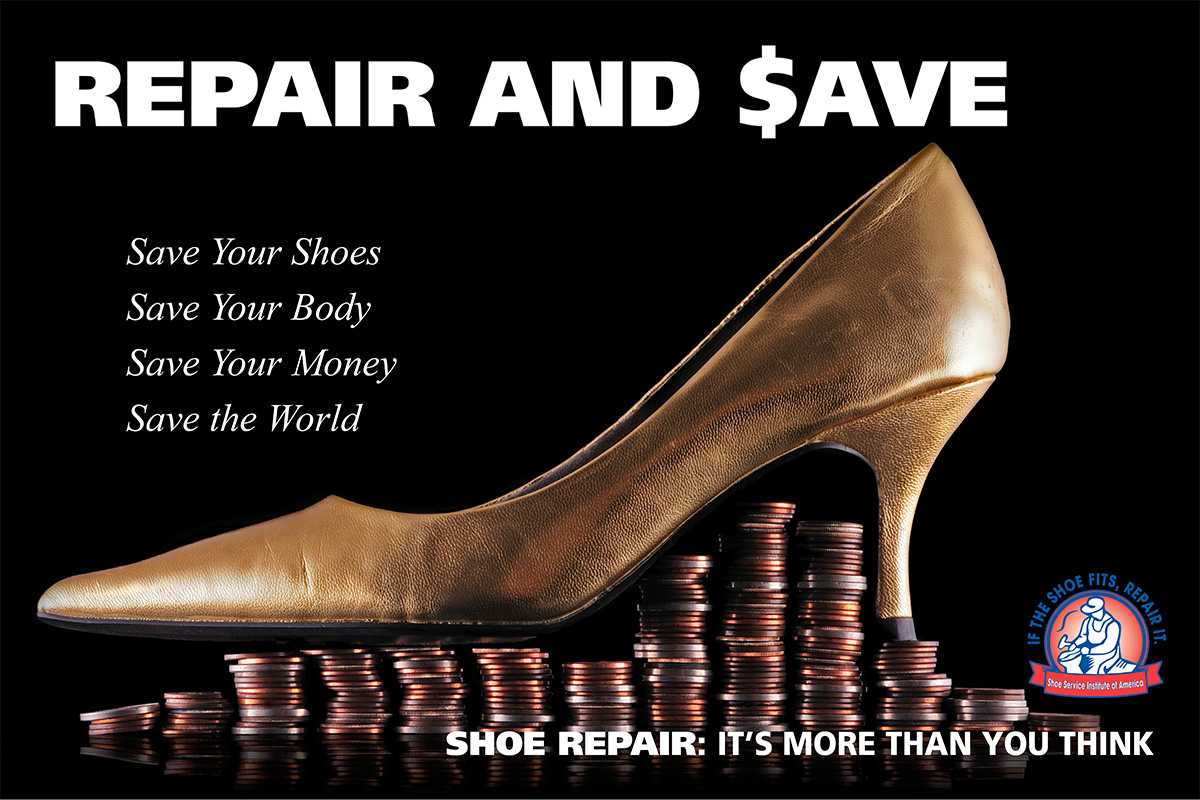 REPAIR AND $AVE
Save Your Shoes
Save Your Body
Save Your Money
Save the World
IF THE SHOE FITS, REPAIR IT.
Shoe Service Institute of America
SHOE REPAIR: IT'S MORE THAN YOU THINK